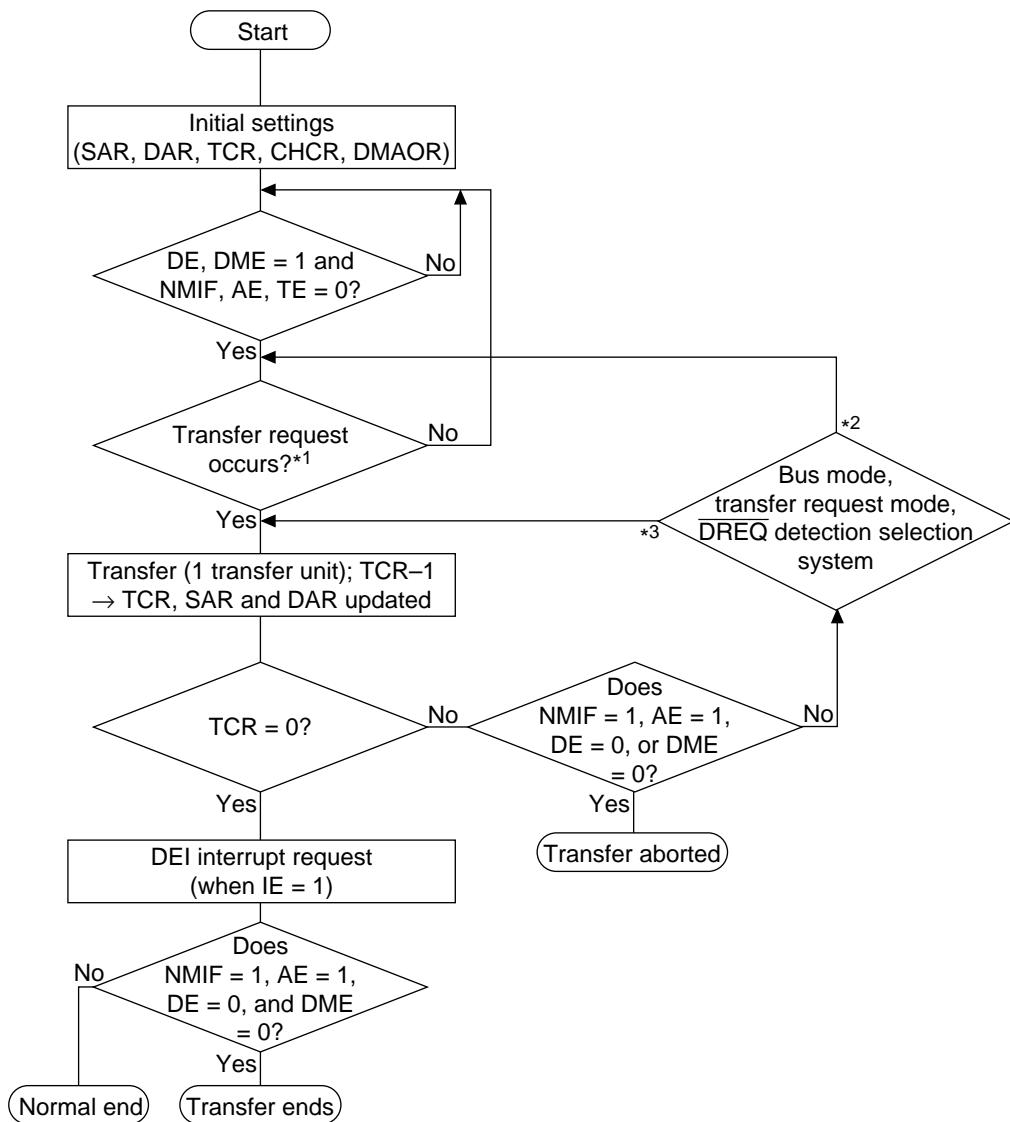 Start
Initial settings
(SAR, DAR, TCR, CHCR, DMAOR)
DE, DME = 1 and
NMIF, AE, TE = 0?
No
Yes
Transfer request
occurs?*1
No
Yes
*2
Bus mode,
transfer request mode,
DREQ detection selection
system
*3
Transfer (1 transfer unit); TCR–1
→ TCR, SAR and DAR updated
TCR = 0?
No
Yes
Does
NMIF = 1, AE = 1,
DE = 0, or DME
= 0?
No
Yes
Transfer aborted
DEI interrupt request
(when IE = 1)
Does
NMIF = 1, AE = 1,
DE = 0, and DME
= 0?
No
Yes
Normal end
Transfer ends